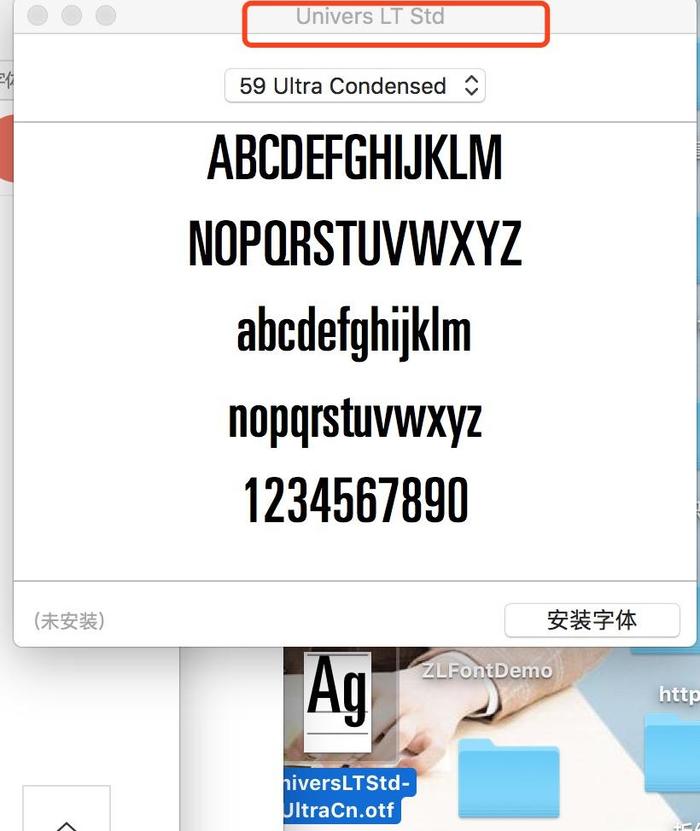 Univers LT Std
59 Ultra Condensed
ABCDEFGHIJKLM
NOPQRSTUVWXYZ
abcdefghijklm
nopqrstuvwxyz
1234567890
(未安装)
安装字体
Ag
ZLFontDemo
http
niversLTStd-
UltraCn.otf